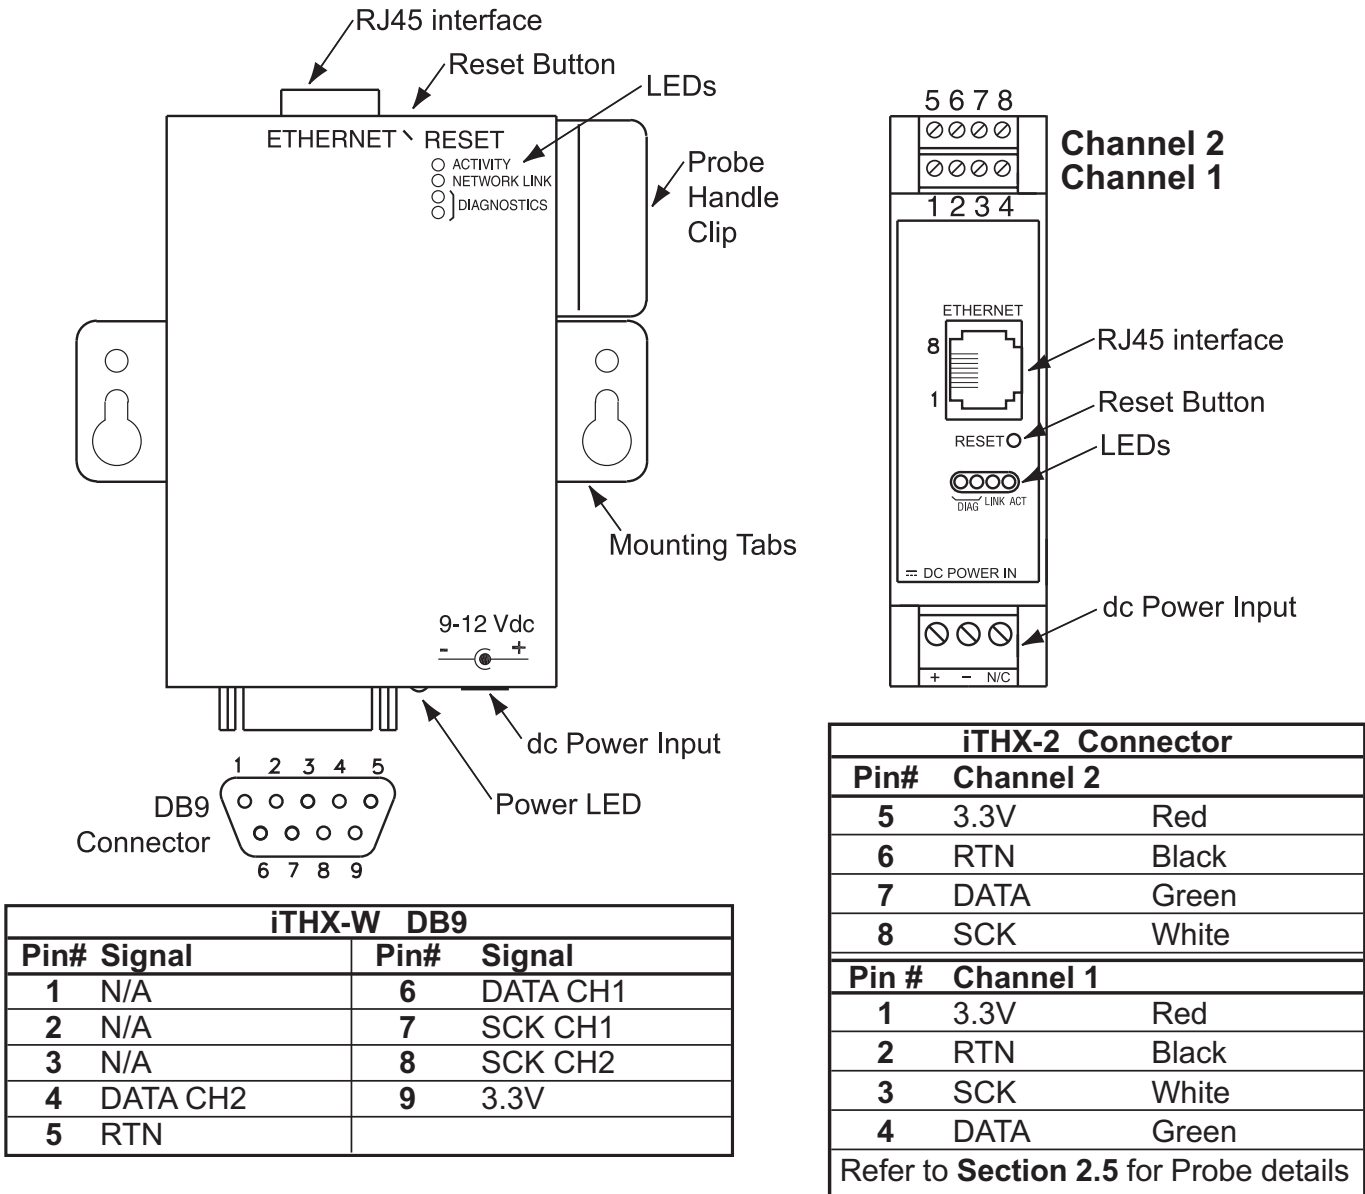 RJ45 interface
Reset Button
LEDs
ETHERNET RESET
ACTIVITY
NETWORK LINK
DIAGNOSTICS
Probe
Handle
Clip
Mounting Tabs
9-12 Vdc
- +
dc Power Input
Power LED
1 2 3 4 5
DB9
Connector
6 7 8 9
iTHX-W DB9
Pin# Signal Pin# Signal
1 N/A 6 DATA CH1
2 N/A 7 SCK CH1
3 N/A 8 SCK CH2
4 DATA CH2 9 3.3V
5 RTN
5 6 7 8
Channel 2
Channel 1
1 2 3 4
ETHERNET
8
1
RJ45 interface
Reset Button
RESET
LEDs
DIAG LINK ACT
DC POWER IN
dc Power Input
+ - N/C
iTHX-2 Connector
Pin# Channel 2
5 3.3V Red
6 RTN Black
7 DATA Green
8 SCK White
Pin # Channel 1
1 3.3V Red
2 RTN Black
3 SCK White
4 DATA Green
Refer to Section 2.5 for Probe details